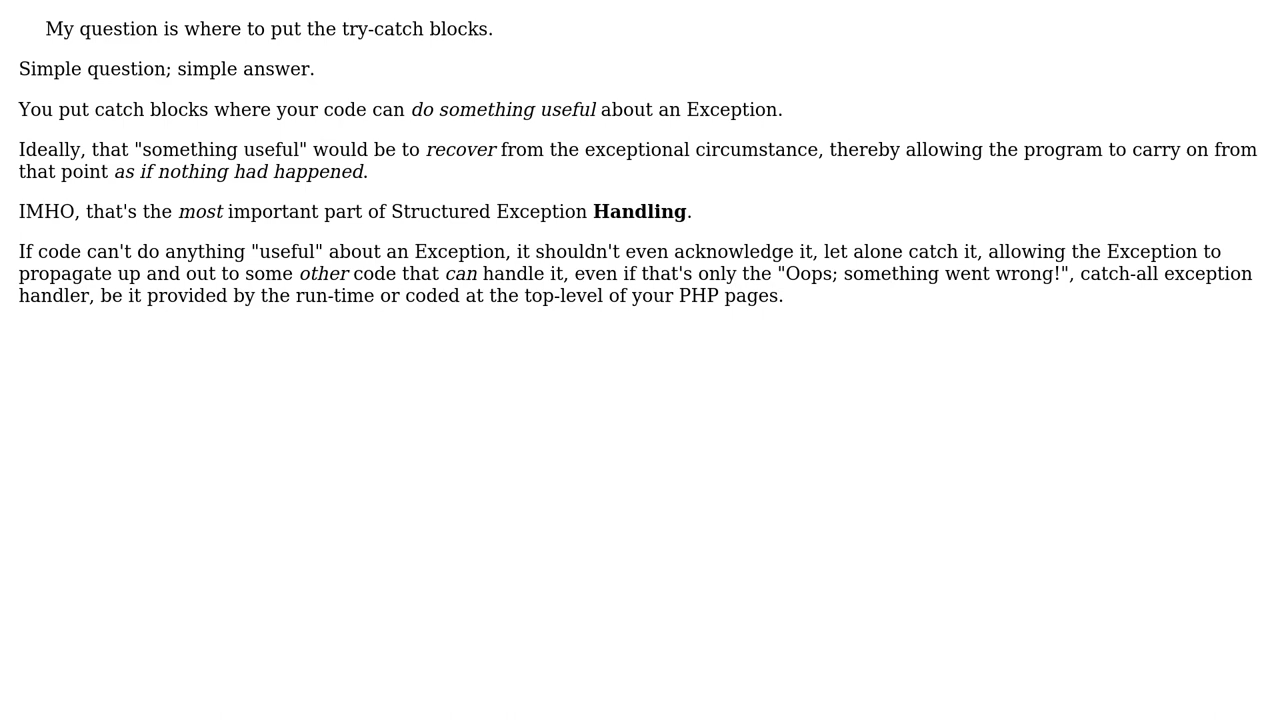 My question is where to put the try-catch blocks.
Simple question; simple answer.
You put catch blocks where your code can do something useful about an Exception.
Ideally, that "something useful" would be to recover from the exceptional circumstance, thereby allowing the program to carry on from
that point as if nothing had happened.
IMHO, that's the most important part of Structured Exception Handling.
If code can't do anything "useful" about an Exception, it shouldn't even acknowledge it, let alone catch it, allowing the Exception to
propagate up and out to some other code that can handle it, even if that's only the "Oops; something went wrong!", catch-all exception
handler, be it provided by the run-time or coded at the top-level of your PHP pages.